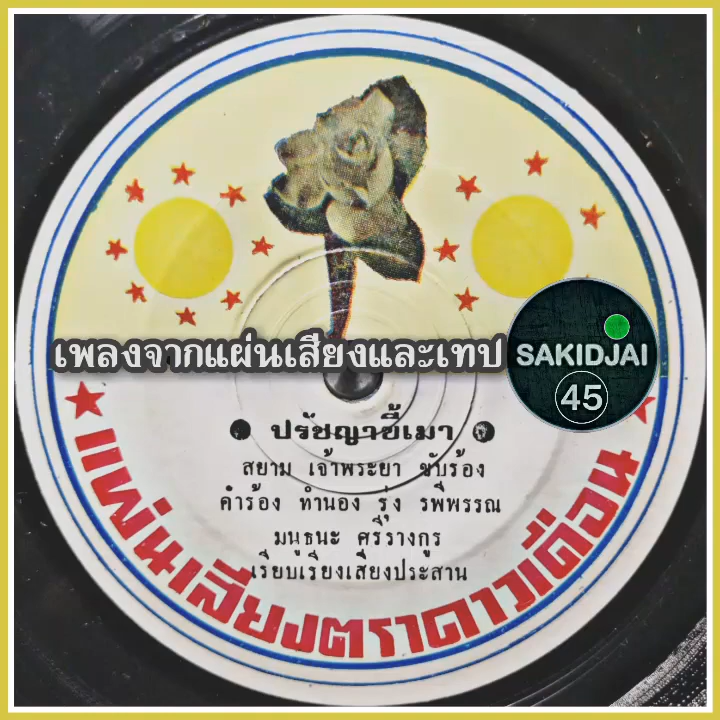 เพลงจากแผ่นเสียงและเทป
SAKIDJAI
45
ปรัชญาขี้เมา
สยาม เจ้าพระยา ขับร้อง
คำร้อง ทำนอง รุ่ง รพีพรรณ
มนูธนะ ศรีรางกูร
เรียบเรียงเสียงประสาน
แผ่นเสียงตราดาวเดือน